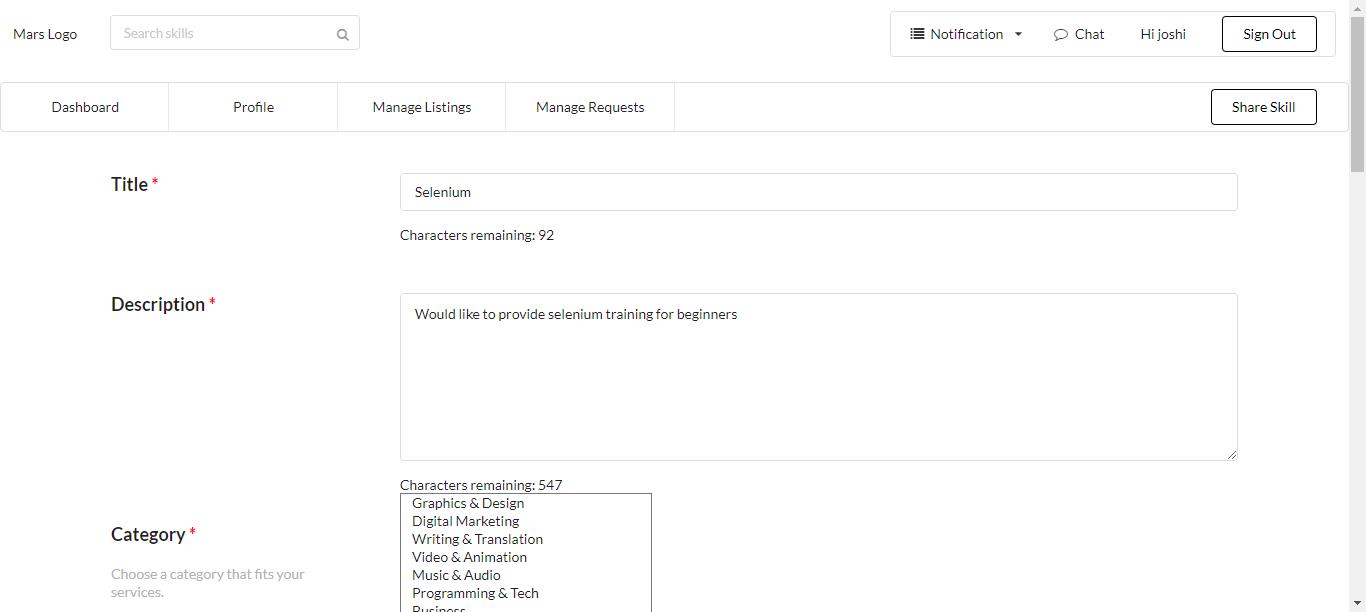 Mars Logo
Search skills
Notification
Chat
Hi joshi
Sign Out
Dashboard
Profile
Manage Listings
Manage Requests
Share Skill
Title *
Selenium
Characters remaining: 92
Description *
Would like to provide selenium training for beginners
Characters remaining: 547
Category *
Choose a category that fits your
services.
Graphics & Design
Digital Marketing
Writing & Translation
Video & Animation
Music & Audio
Programming & Tech
Business